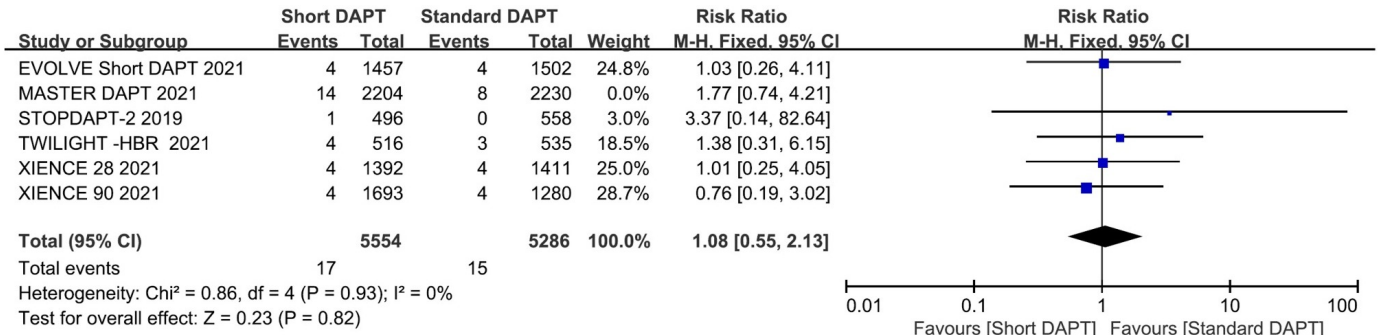 Short DAPT Standard DAPT Risk Ratio Risk Ratio
Study or Subgroup Events Total Events Total Weight M-H. Fixed. 95% CI M-H. Fixed. 95% CI
EVOLVE Short DAPT 2021 4 1457 4 1502 24.8% 1.03 [0.26, 4.11]
MASTER DAPT 2021 14 2204 8 2230 0.0% 1.77 [0.74, 4.21]
STOPDAPT-2 2019 1 496 0 558 3.0% 3.37 [0.14, 82.64]
TWILIGHT -HBR 2021 4 516 3 535 18.5% 1.38 [0.31, 6.15]
XIENCE 28 2021 4 1392 4 1411 25.0% 1.01 [0.25, 4.05]
XIENCE 90 2021 4 1693 4 1280 28.7% 0.76 [0.19, 3.02]
Total (95% CI) 5554 5286 100.0% 1.08 [0.55, 2.13]
Total events 17 15
Heterogeneity: Chi² = 0.86, df = 4 (P = 0.93); I² = 0%
Test for overall effect: Z = 0.23 (P = 0.82)
0.01 0.1 1 10 100
Favours [Short DAPT] Favours [Standard DAPT]